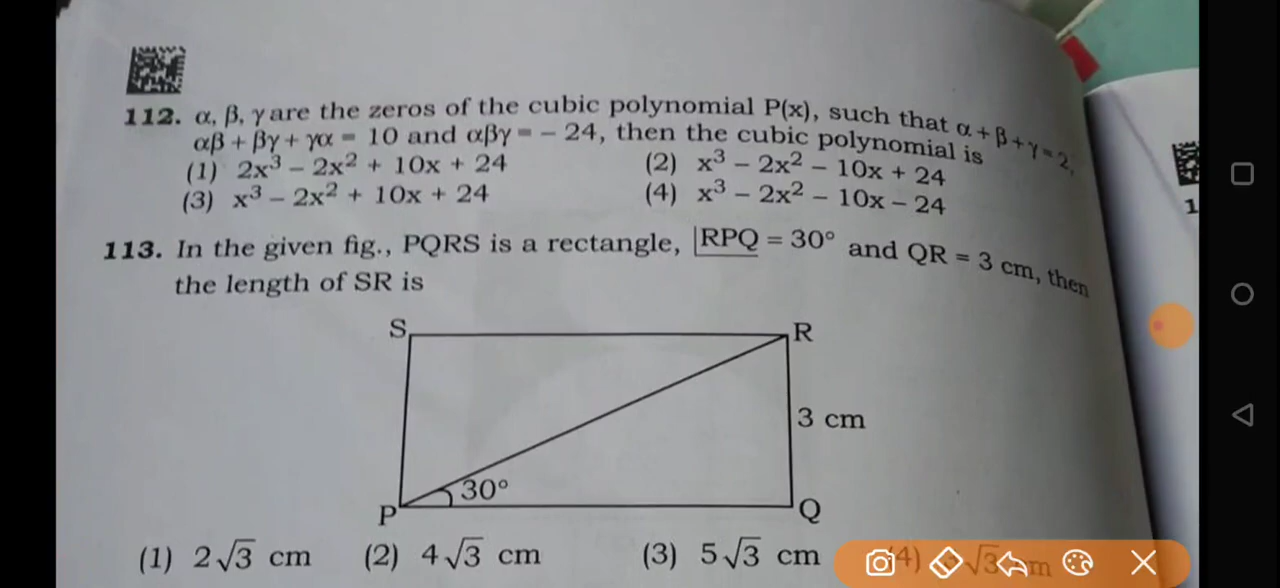 112. α, β, γ are the zeros of the cubic polynomial P(x), such that α + β + γ = 2,
αβ + βγ + γα = 10 and αβγ = – 24, then the cubic polynomial is
(1) 2x³ – 2x² + 10x + 24 (2) x³ – 2x² – 10x + 24
(3) x³ – 2x² + 10x + 24 (4) x³ – 2x² – 10x – 24
1
113. In the given fig., PQRS is a rectangle, |RPQ = 30° and QR = 3 cm, then
the length of SR is
S R
3 cm
30°
P Q
(1) 2√3 cm (2) 4√3 cm (3) 5√3 cm (4) √3 cm